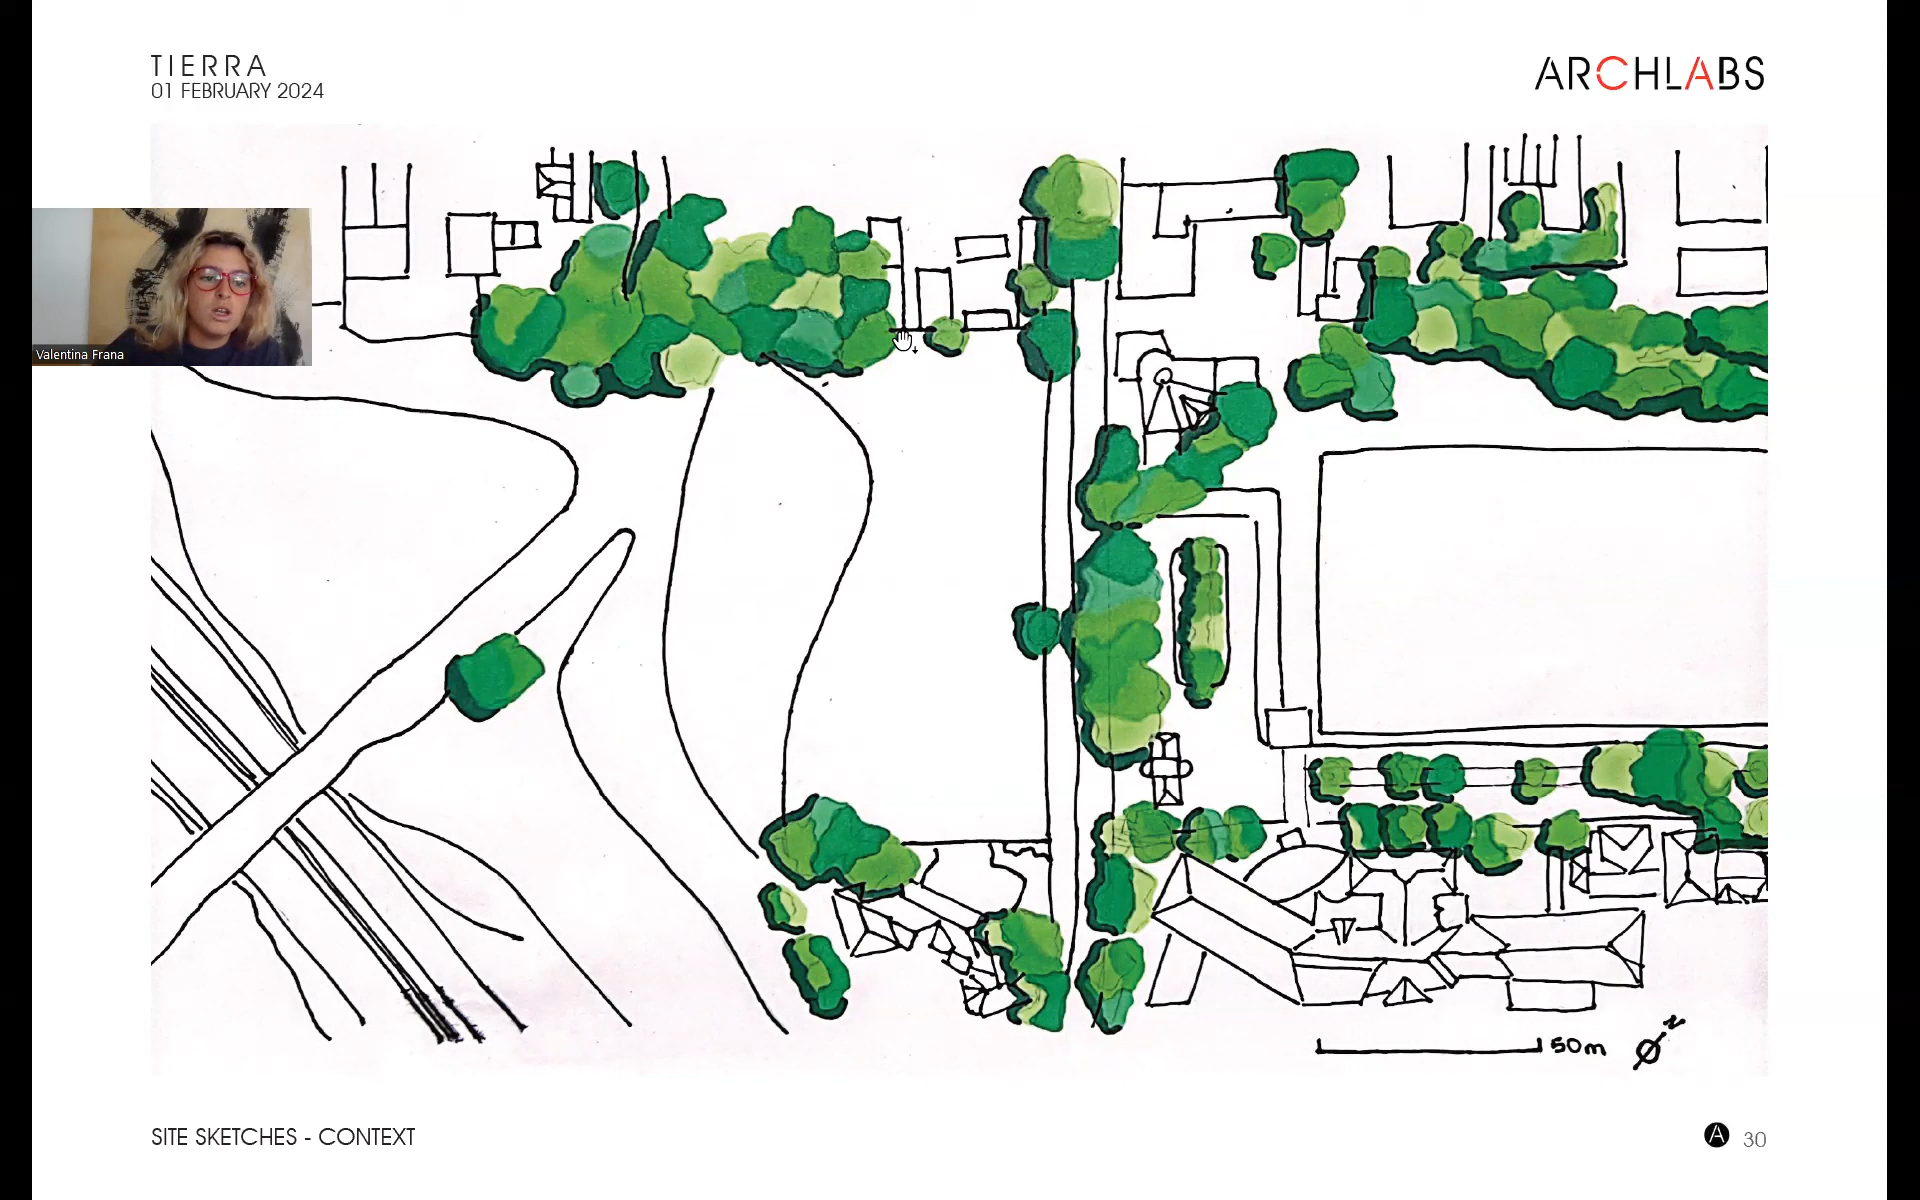 TIERRA
01 FEBRUARY 2024
ARCHLABS
Valentina Frana
50m
N
SITE SKETCHES - CONTEXT
A 30